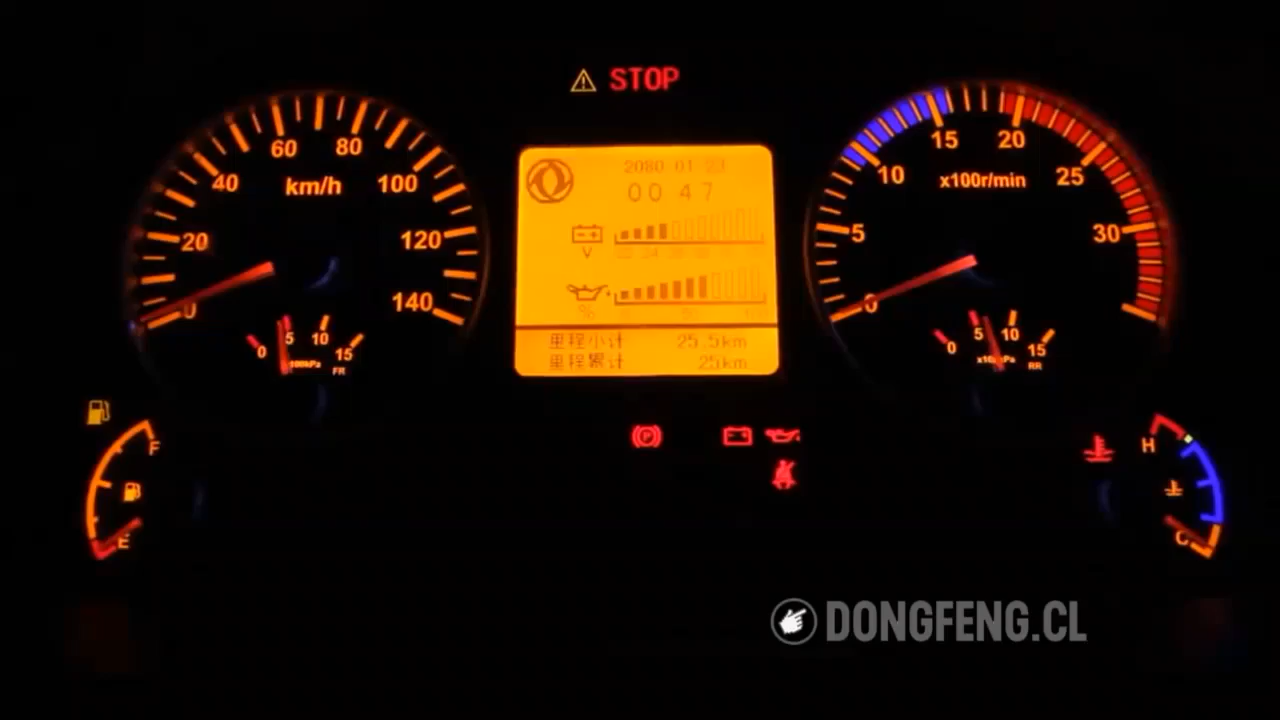 STOP
60 80
40 km/h 100
20 120
0 140
5 10
0 15
100kPa FR
2080 01 23
00 47
V
%
里程小计 25.5km
里程累计 25km
15 20
10 x100r/min 25
5 30
0
5 10
0 15
RR
F
E
H
C
DONGFENG.CL